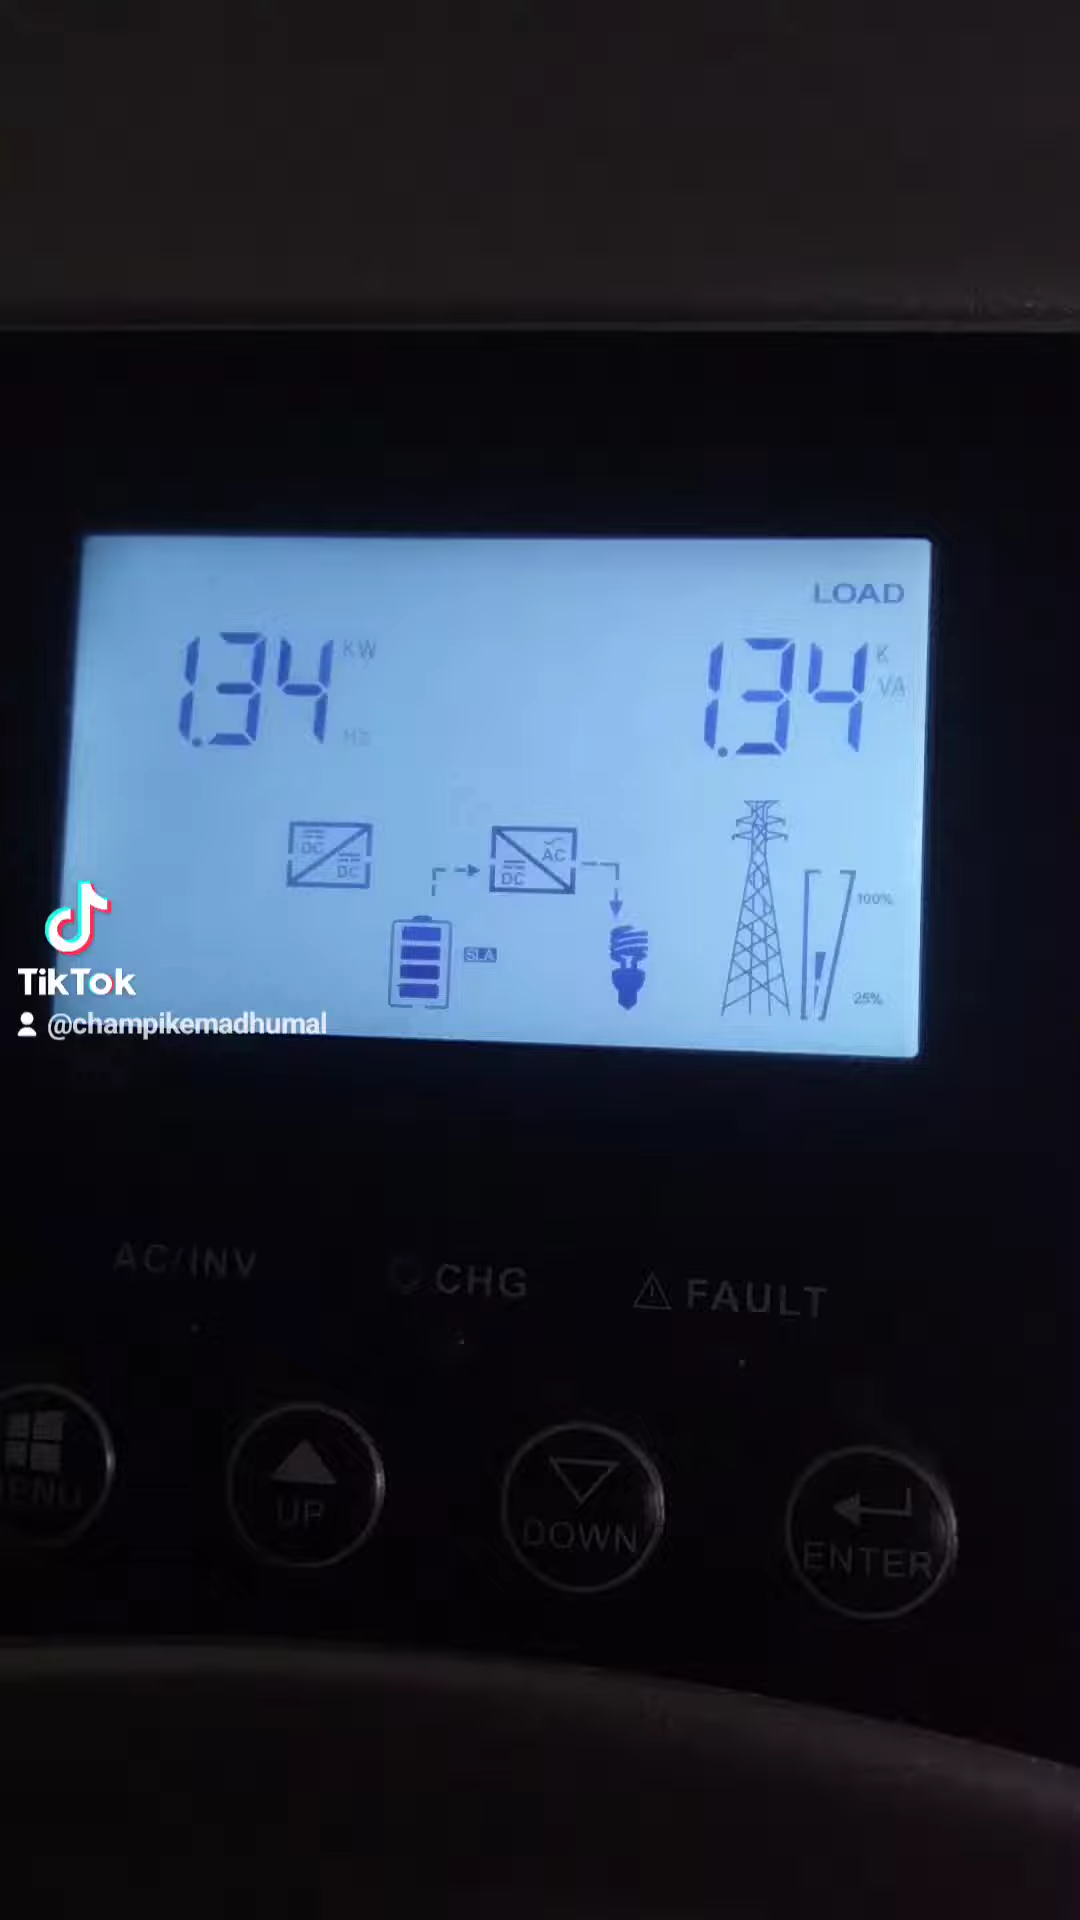 LOAD
1.34 KW
Hz
1.34 K
VA
DC
DC
AC
DC
SLA
100%
25%
TikTok
@champikemadhumal
AC/INV
CHG
FAULT
MENU
UP
DOWN
ENTER